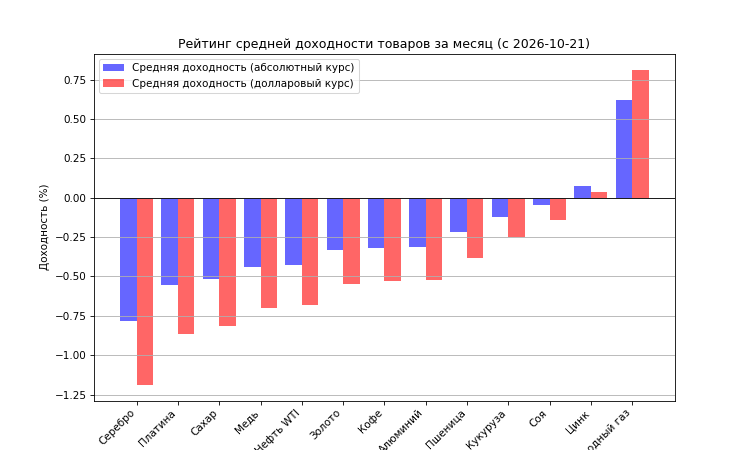 Рейтинг средней доходности товаров за месяц (с 2026-10-21)
Средняя доходность (абсолютный курс)
Средняя доходность (долларовый курс)
Доходность (%)
0.75
0.50
0.25
0.00
−0.25
−0.50
−0.75
−1.00
−1.25
Серебро
Платина
Сахар
Медь
Нефть WTI
Золото
Кофе
Алюминий
Пшеница
Кукуруза
Соя
Цинк
газ